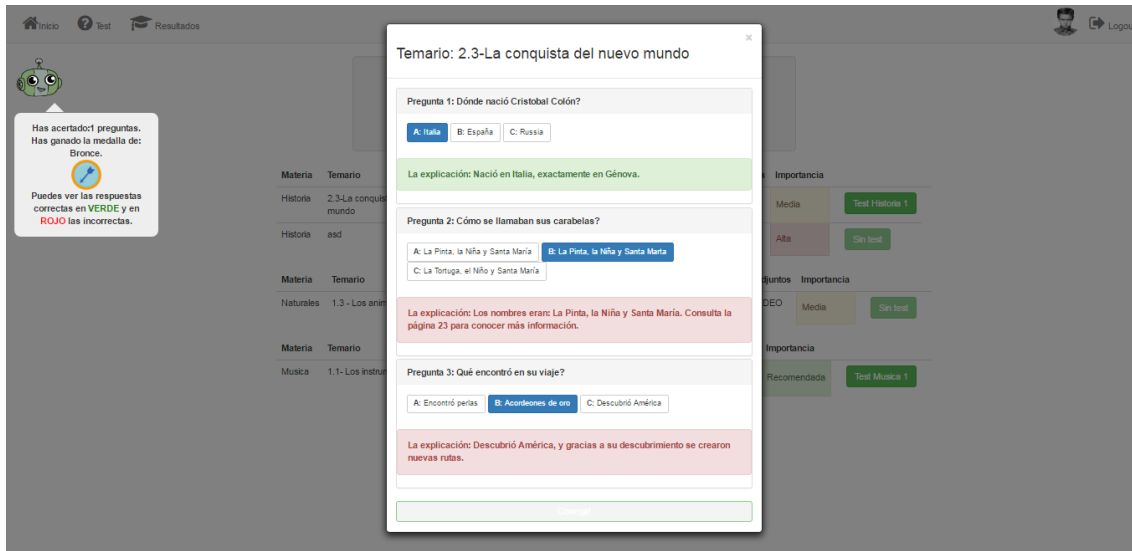 Inicio Test Resultados Logou
Has acertado:1 preguntas.
Has ganado la medalla de:
Bronce.
Puedes ver las respuestas
correctas en VERDE y en
ROJO las incorrectas.
Temario: 2.3-La conquista del nuevo mundo
×
Pregunta 1: Dónde nació Cristobal Colón?
A: Italia B: España C: Russia
La explicación: Nació en Italia, exactamente en Génova.
Pregunta 2: Cómo se llamaban sus carabelas?
A: La Pinta, la Niña y Santa María B: La Pinta, la Niña y Santa Marta
C: La Tortuga, el Niño y Santa María
La explicación: Los nombres eran: La Pinta, la Niña y Santa María. Consulta la
página 23 para conocer más información.
Pregunta 3: Qué encontró en su viaje?
A: Encontró perlas B: Acordeones de oro C: Descubrió América
La explicación: Descubrió América, y gracias a su descubrimiento se crearon
nuevas rutas.
Materia Temario Importancia
Historia 2.3-La conquis Media Test Historia 1
mundo
Historia asd Alta Sin test
Materia Temario djuntos Importancia
Naturales 1.3 - Los anim DEO Media Sin test
Materia Temario Importancia
Musica 1.1- Los instrum Recomendada Test Musica 1